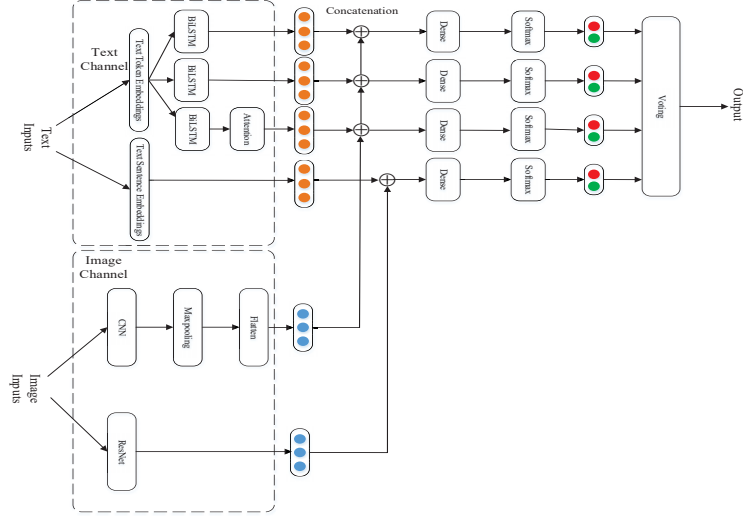 Text
Channel
Text
Inputs
Text Token Embeddings
BiLSTM
BiLSTM
BiLSTM
Attention
Text Sentence Embeddings
Concatenation
Dense
Softmax
Dense
Softmax
Dense
Softmax
Dense
Softmax
Voting
Output
Image
Channel
Image
Inputs
CNN
Maxpooling
Flatten
ResNet